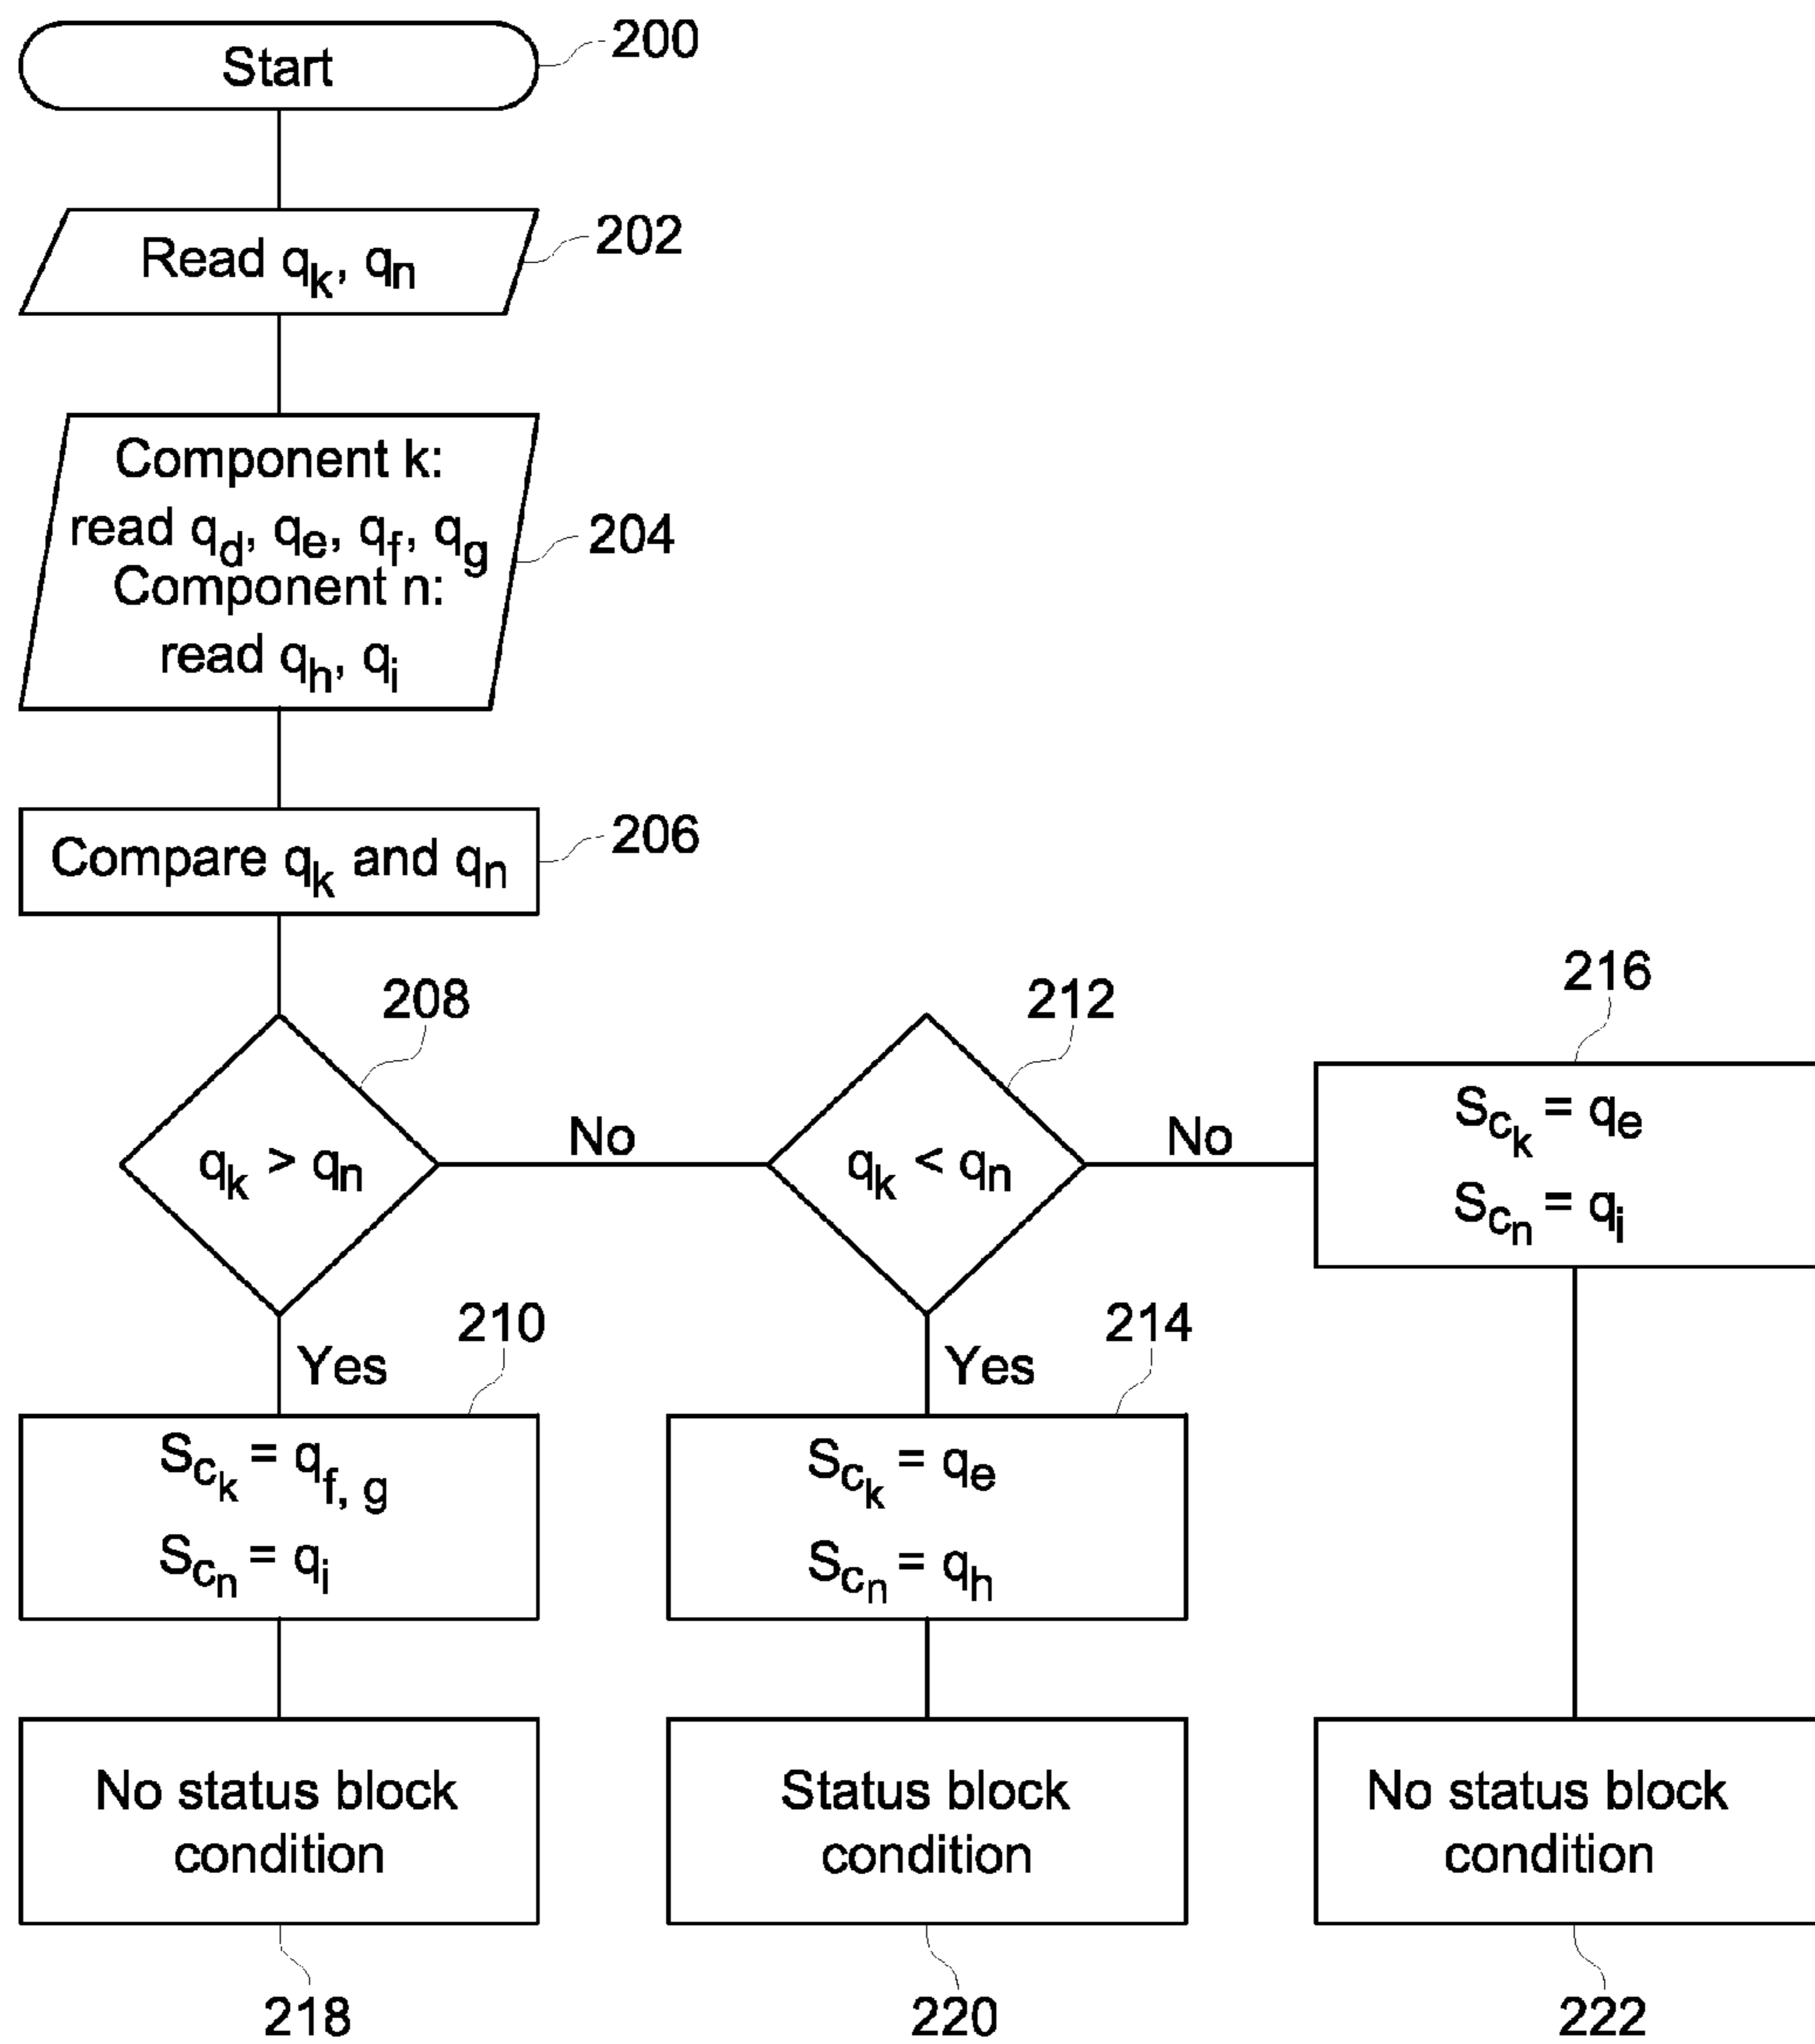 Start
200
Read qk, qn
202
Component k:
read qd, qe, qf, qg
Component n:
read qh, qi
204
Compare qk and qn
206
208
qk > qn
No
212
qk < qn
No
216
Sck = qe
Scn = qi
Yes
210
Sck = qf, g
Scn = qi
Yes
214
Sck = qe
Scn = qh
No status block
condition
218
Status block
condition
220
No status block
condition
222